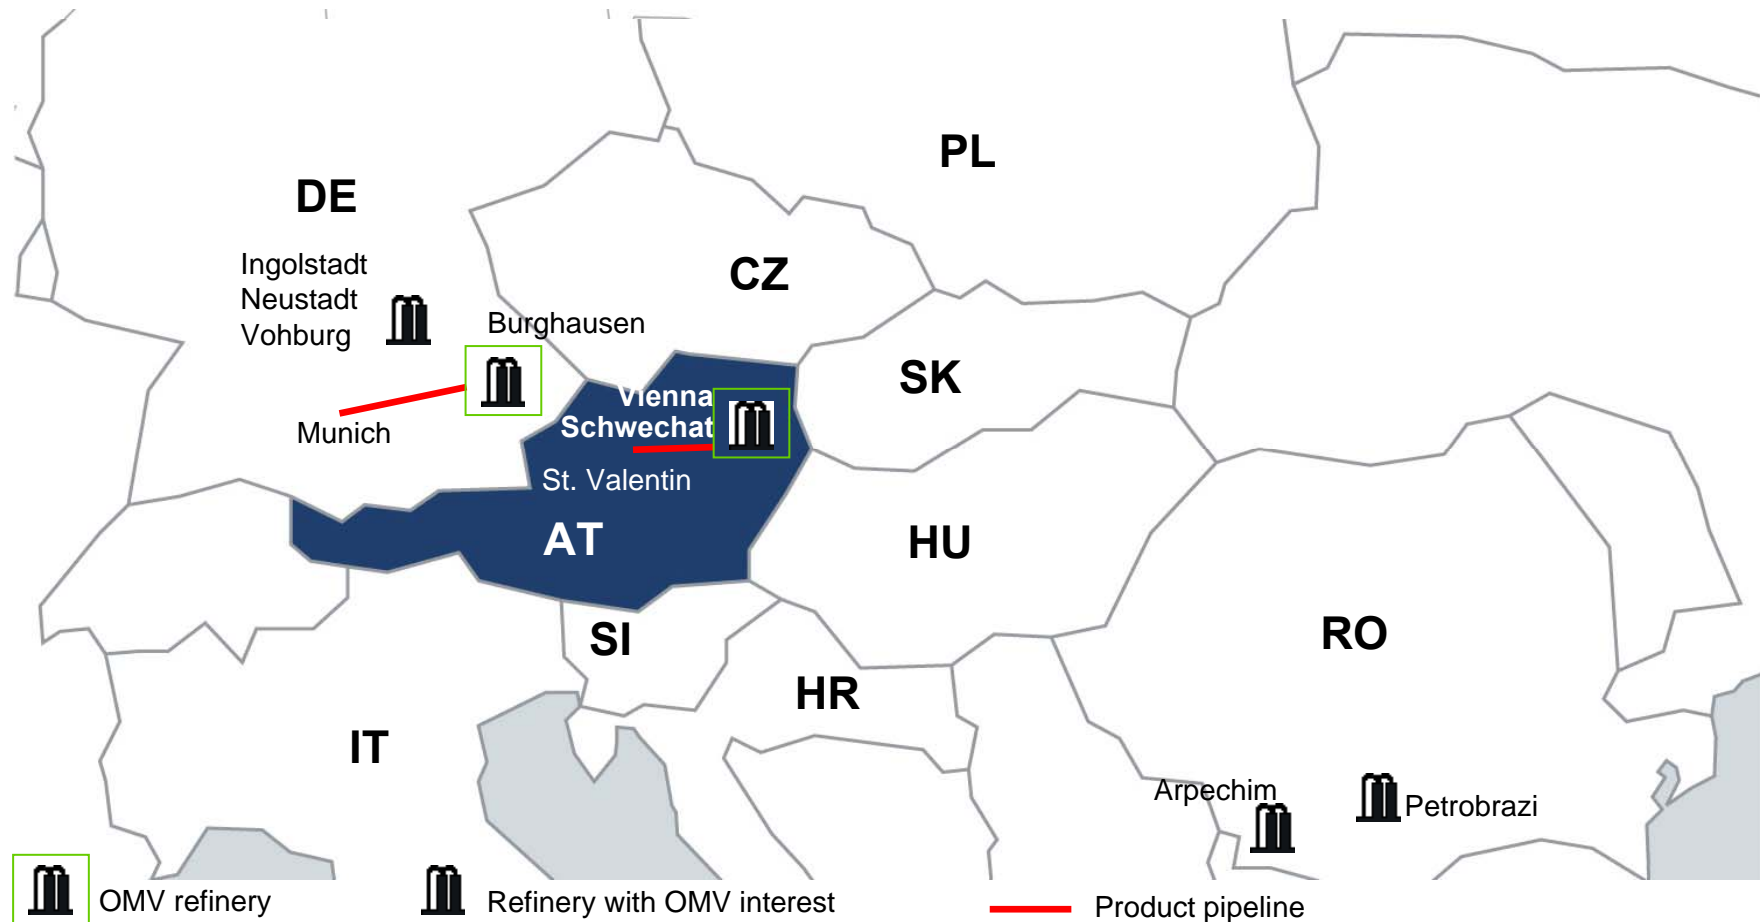 PL
DE
Ingolstadt
Neustadt
Vohburg
CZ
Burghausen
SK
Vienna
Schwechat
Munich
St. Valentin
AT
HU
SI
RO
HR
IT
Arpechim
Petrobrazi
OMV refinery
Refinery with OMV interest
Product pipeline